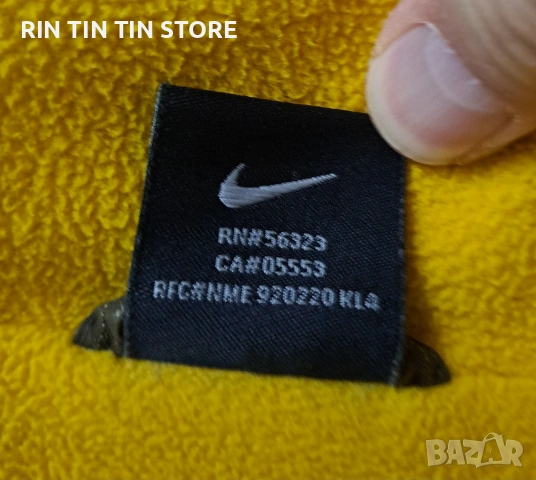 RIN TIN TIN STORE
RN#56323
CA#05553
RFC#NME 920220 KL4
BAZAR